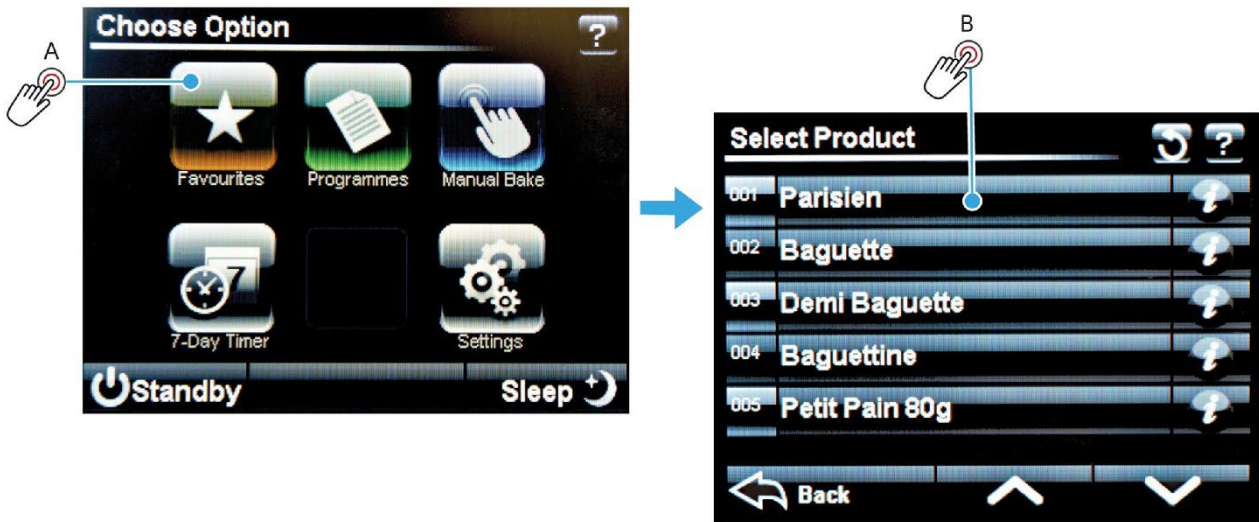 A
Choose Option
?
Favourites Programmes Manual Bake
7
7-Day Timer Settings
Standby Sleep
B
Select Product
?
001 Parisien i
002 Baguette i
003 Demi Baguette i
004 Baguettine i
005 Petit Pain 80g i
Back